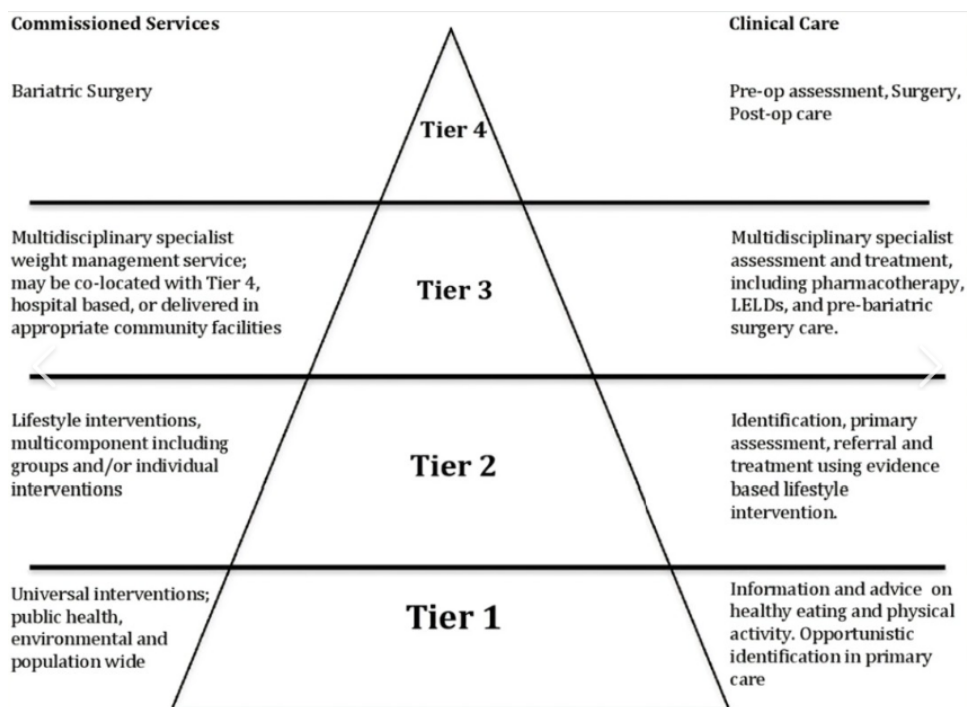 Commissioned Services
Clinical Care
Bariatric Surgery
Pre-op assessment, Surgery,
Post-op care
Tier 4
Multidisciplinary specialist
weight management service;
may be co-located with Tier 4,
hospital based, or delivered in
appropriate community facilities
Tier 3
Multidisciplinary specialist
assessment and treatment,
including pharmacotherapy,
LELDs, and pre-bariatric
surgery care.
Lifestyle interventions,
multicomponent including
groups and/or individual
interventions
Tier 2
Identification, primary
assessment, referral and
treatment using evidence
based lifestyle
intervention.
Universal interventions;
public health,
environmental and
population wide
Tier 1
Information and advice on
healthy eating and physical
activity. Opportunistic
identification in primary
care